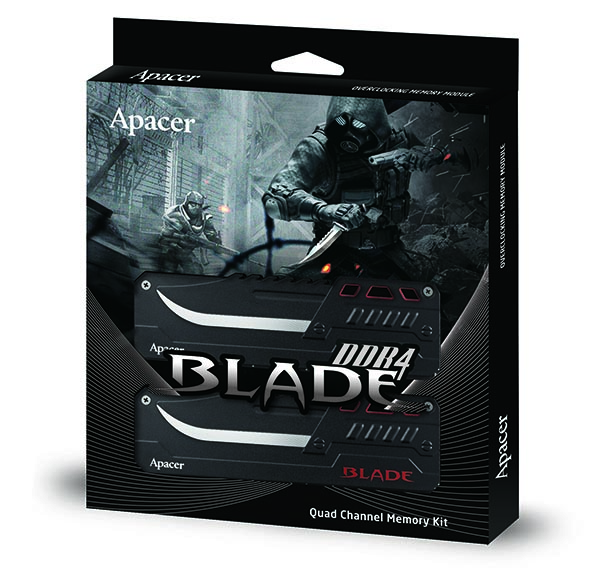 Apacer
OVERCLOCKING MEMORY MODULE
Apacer
OVERCLOCKING MEMORY MODULE
Apacer
DDR4
BLADE
Apacer
BLADE
Apacer
Quad Channel Memory Kit